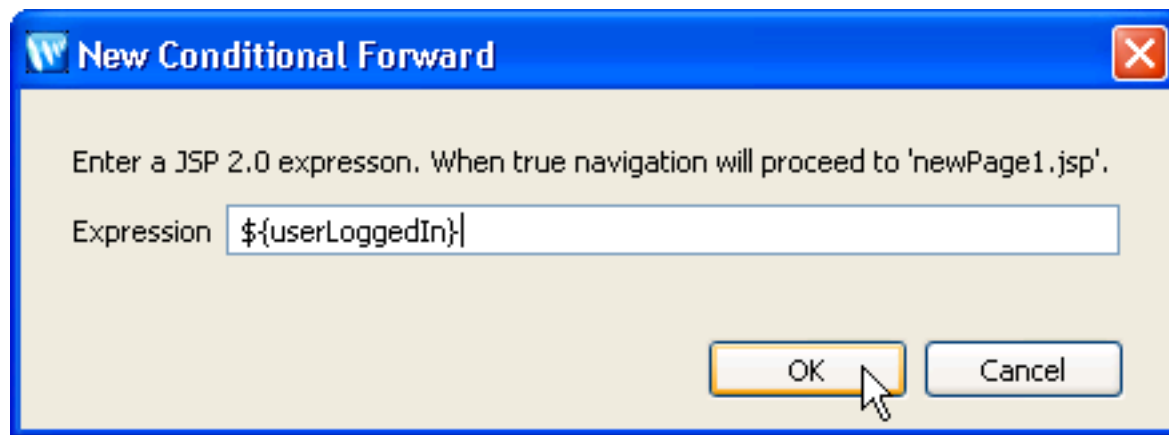 New Conditional Forward
Enter a JSP 2.0 expresson. When true navigation will proceed to 'newPage1.jsp'.
Expression ${userLoggedIn}
OK Cancel